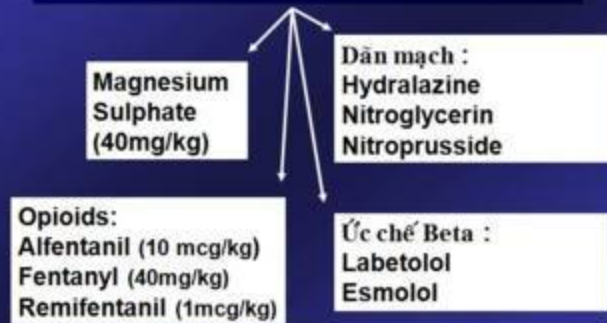 Magnesium
Sulphate
(40mg/kg)
Dãn mạch :
Hydralazine
Nitroglycerin
Nitroprusside
Opioids:
Alfentanil (10 mcg/kg)
Fentanyl (40mg/kg)
Remifentanil (1mcg/kg)
Ức chế Beta :
Labetolol
Esmolol